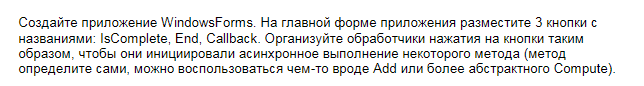 Создайте приложение WindowsForms. На главной форме приложения разместите 3 кнопки с
названиями: IsComplete, End, Callback. Организуйте обработчики нажатия на кнопки таким
образом, чтобы они инициировали асинхронное выполнение некоторого метода (метод
определите сами, можно воспользоваться чем-то вроде Add или более абстрактного Compute).